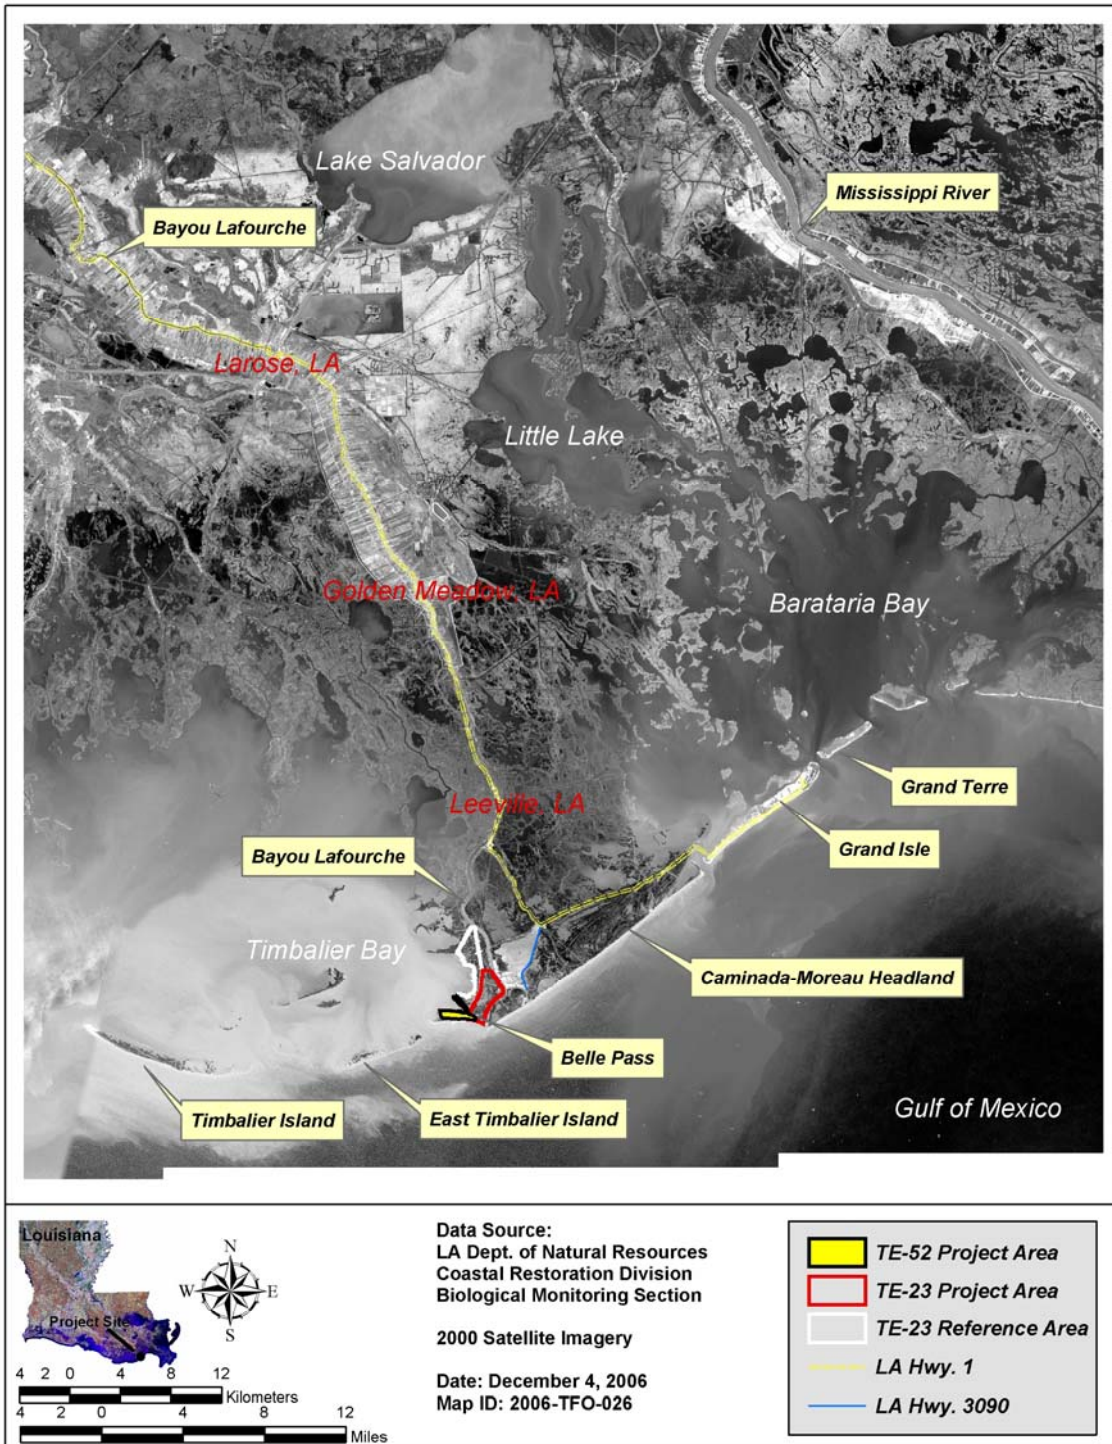 Lake Salvador
Mississippi River
Bayou Lafourche
Larose, LA
Little Lake
Golden Meadow, LA
Barataria Bay
Grand Terre
Leeville, LA
Grand Isle
Bayou Lafourche
Timbalier Bay
Caminada-Moreau Headland
Belle Pass
Timbalier Island
East Timbalier Island
Gulf of Mexico
Louisiana
Project Site
N
W
E
S
4 2 0 4 8 12
Kilometers
4 2 0 4 8 12
Miles
Data Source:
LA Dept. of Natural Resources
Coastal Restoration Division
Biological Monitoring Section
2000 Satellite Imagery
Date: December 4, 2006
Map ID: 2006-TFO-026
TE-52 Project Area
TE-23 Project Area
TE-23 Reference Area
LA Hwy. 1
LA Hwy. 3090